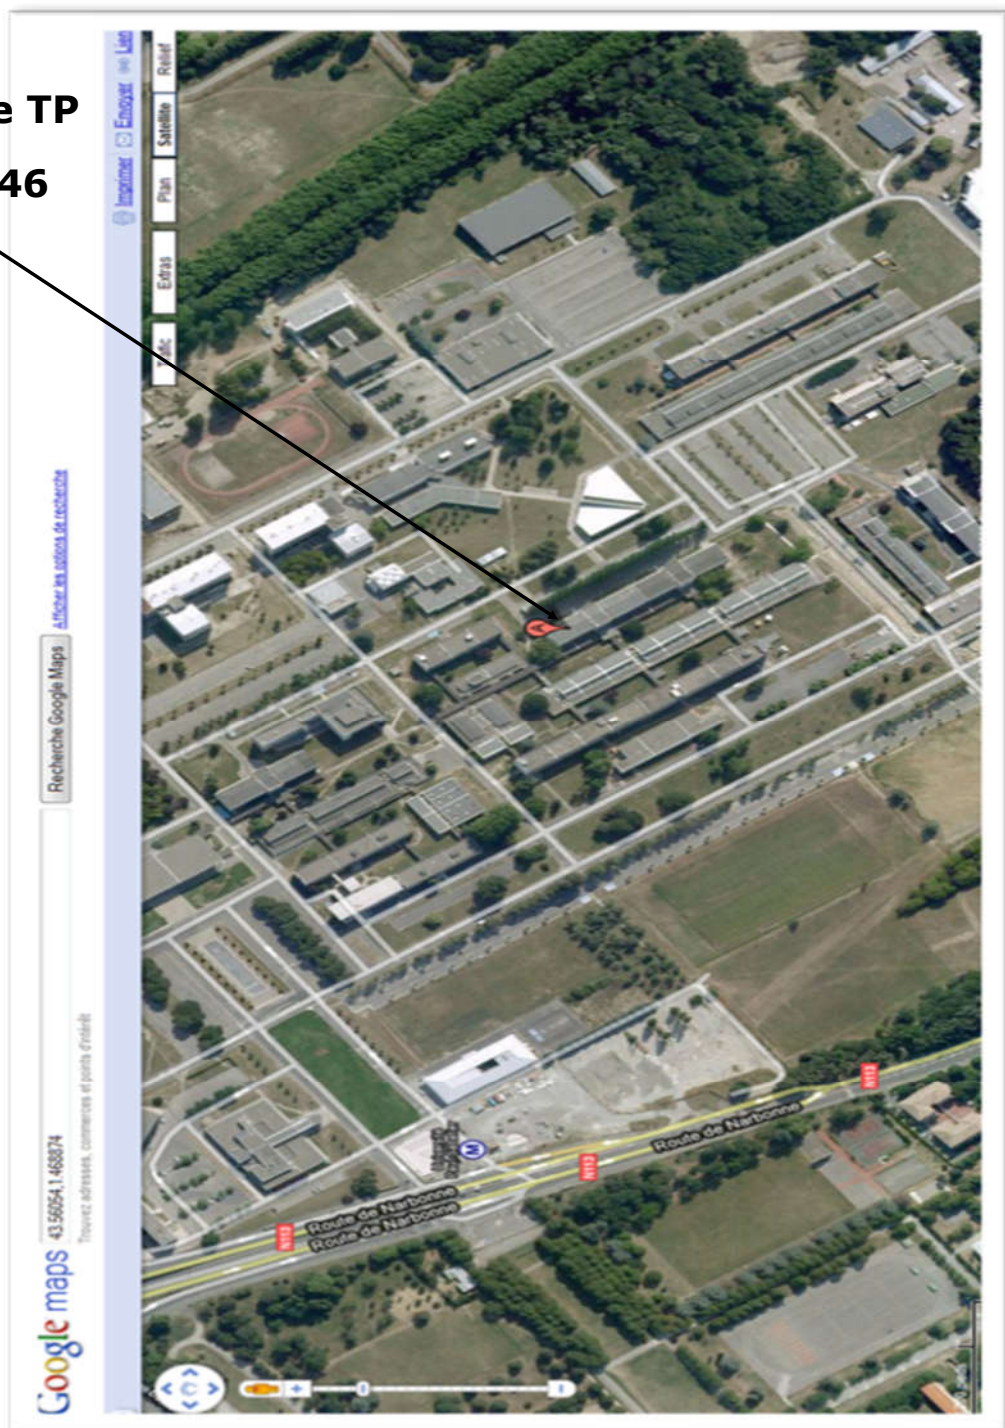 e TP
46
Google maps
43.56054,1.468874
Recherche Google Maps
Afficher les options de recherche
Trouvez adresses, commerces et points d'intérêt
Imprimer
Envoyer
Lien
Trafic
Extras
Plan
Satellite
Relief
N113
Route de Narbonne
Route de Narbonne
M
N113
Route de Narbonne
N113
A